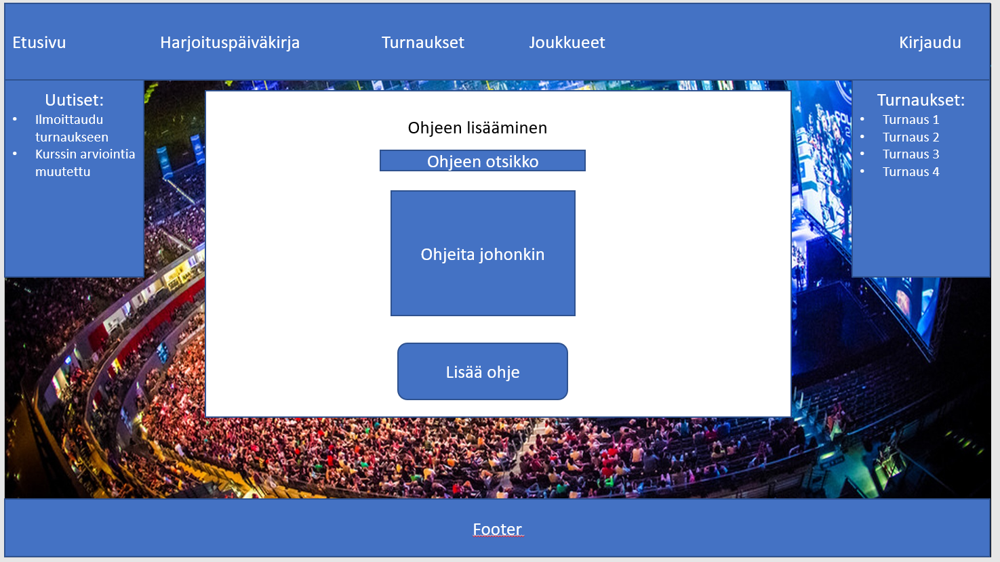 Etusivu
Harjoituspäiväkirja
Turnaukset
Joukkueet
Kirjaudu
Uutiset:
• Ilmoittaudu
turnaukseen
• Kurssin arviointia
muutettu
Ohjeen lisääminen
Ohjeen otsikko
Ohjeita johonkin
Lisää ohje
Turnaukset:
• Turnaus 1
• Turnaus 2
• Turnaus 3
• Turnaus 4
Footer